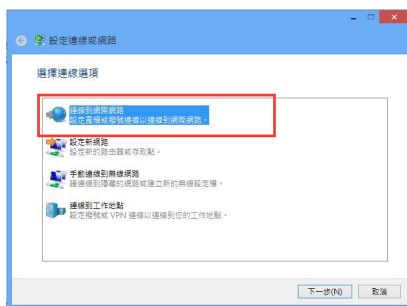 設定連線或網路
選擇連線選項
連線到網際網路
設定寬頻或撥號連線以連線到網際網路。
設定新網路
設定新的路由器或存取點。
手動連線到無線網路
請連線到隱藏的網路或建立新的無線設定檔。
連線到工作地點
設定撥號或 VPN 連線以連線到您的工作地點。
下一步(N)
取消